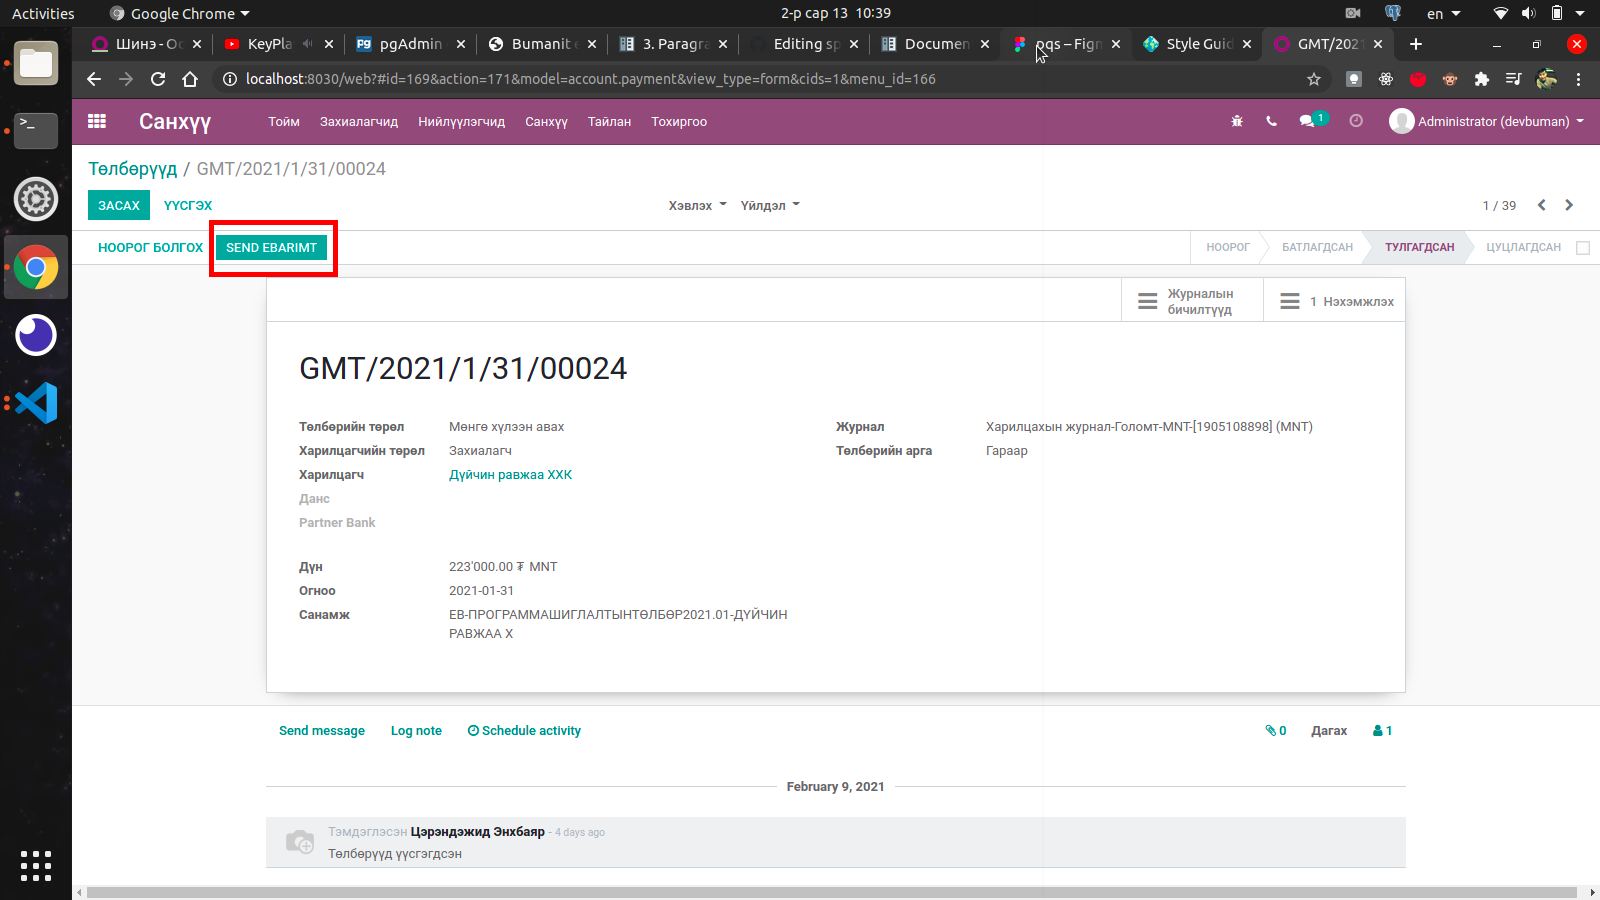 Activities
Google Chrome
2-р сар 13 10:39
en
Шинэ - Od
KeyPla
pgAdmin
Bumanit
3. Paragra
Editing sp
Documen
pqs – Figm
Style Guid
GMT/2021
localhost:8030/web?#id=169&action=171&model=account.payment&view_type=form&cids=1&menu_id=166
Санхүү
Тойм
Захиалагчид
Нийлүүлэгчид
Санхүү
Тайлан
Тохиргоо
1
Administrator (devbuman)
Төлбөрүүд / GMT/2021/1/31/00024
ЗАСАХ
ҮҮСГЭХ
Хэвлэх
Үйлдэл
1 / 39
НООРОГ БОЛГОХ
SEND EBARIMT
НООРОГ
БАТЛАГДСАН
ТУЛГАГДСАН
ЦУЦЛАГДСАН
Журналын
бичилтүүд
1 Нэхэмжлэх
GMT/2021/1/31/00024
Төлбөрийн төрөл
Мөнгө хүлээн авах
Журнал
Харилцахын журнал-Голомт-MNT-[1905108898] (MNT)
Харилцагчийн төрөл
Захиалагч
Төлбөрийн арга
Гараар
Харилцагч
Дүйчин равжаа ХХК
Данс
Partner Bank
Дүн
223'000.00 ₮ MNT
Огноо
2021-01-31
Санамж
ЕВ-ПРОГРАММАШИГЛАЛТЫНТӨЛБӨР2021.01-ДҮЙЧИН
РАВЖАА Х
Send message
Log note
Schedule activity
0
Дагах
1
February 9, 2021
Тэмдэглэсэн Цэрэндэжид Энхбаяр - 4 days ago
Төлбөрүүд үүсгэгдсэн